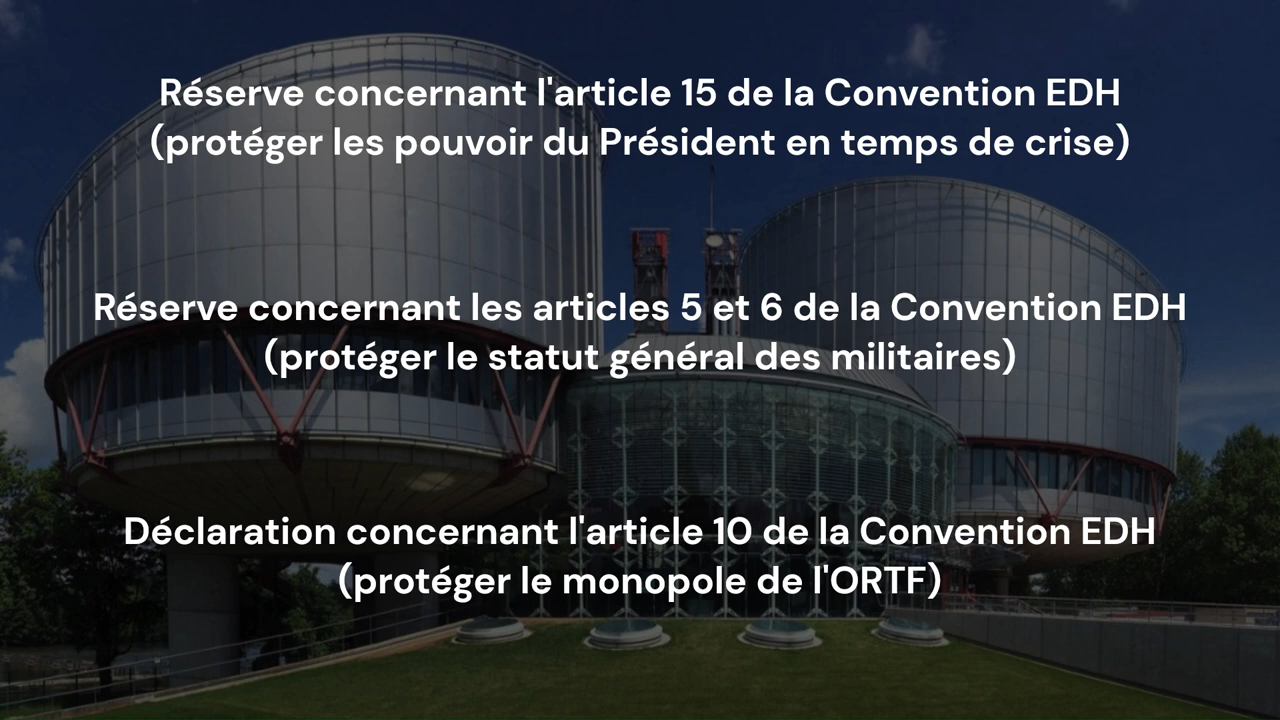 Réserve concernant l'article 15 de la Convention EDH
(protéger les pouvoir du Président en temps de crise)
Réserve concernant les articles 5 et 6 de la Convention EDH
(protéger le statut général des militaires)
Déclaration concernant l'article 10 de la Convention EDH
(protéger le monopole de l'ORTF)